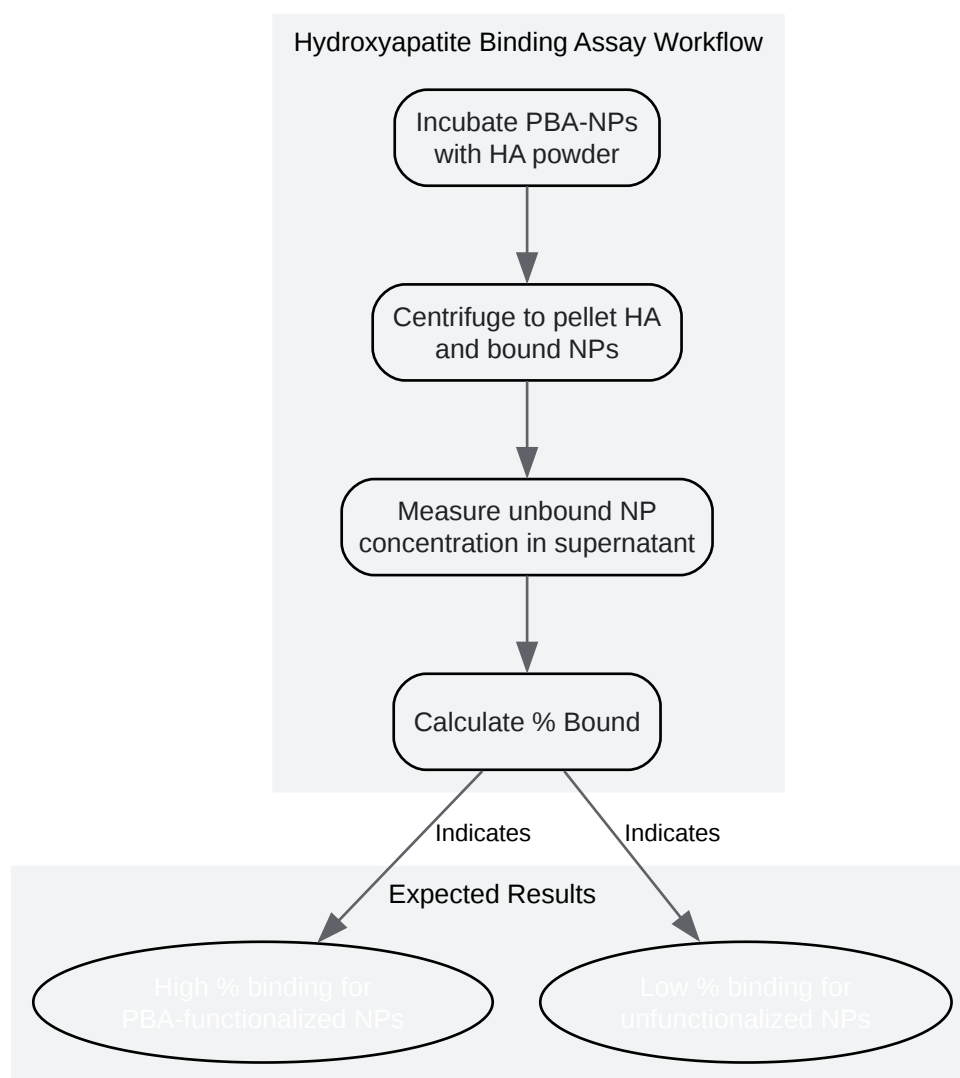 Hydroxyapatite Binding Assay Workflow
Incubate PBA-NPs
with HA powder
Centrifuge to pellet HA
and bound NPs
Measure unbound NP
concentration in supernatant
Calculate % Bound
Indicates
Indicates
Expected Results
High % binding for
PBA-functionalized NPs
Low % binding for
unfunctionalized NPs